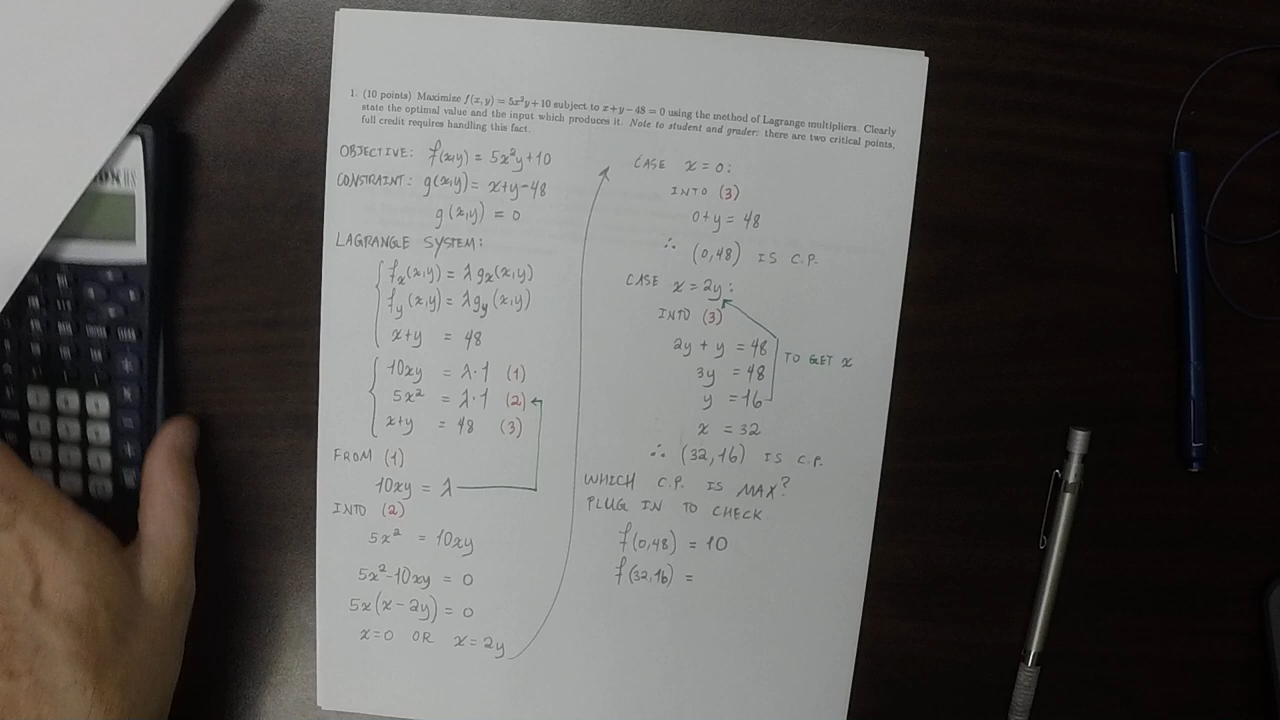 1. (10 points) Maximize f(x, y) = 5x²y + 10 subject to x + y − 48 = 0 using the method of Lagrange multipliers. Clearly
state the optimal value and the input which produces it. Note to student and grader: there are two critical points,
full credit requires handling this fact.
OBJECTIVE: f(x,y) = 5x²y+10
CONSTRAINT: g(x,y) = x+y-48
g(x,y) = 0
LAGRANGE SYSTEM:
fx(x,y) = λ gx(x,y)
fy(x,y) = λ gy(x,y)
x+y = 48
10xy = λ·1 (1)
5x² = λ·1 (2)
x+y = 48 (3)
FROM (1)
10xy = λ
INTO (2)
5x² = 10xy
5x²-10xy = 0
5x(x-2y) = 0
x=0 OR x=2y
CASE x=0:
INTO (3)
0+y = 48
∴ (0,48) IS C.P.
CASE x=2y:
INTO (3)
2y + y = 48
3y = 48
y = 16
TO GET x
x = 32
∴ (32,16) IS C.P.
WHICH C.P. IS MAX?
PLUG IN TO CHECK
f(0,48) = 10
f(32,16) =